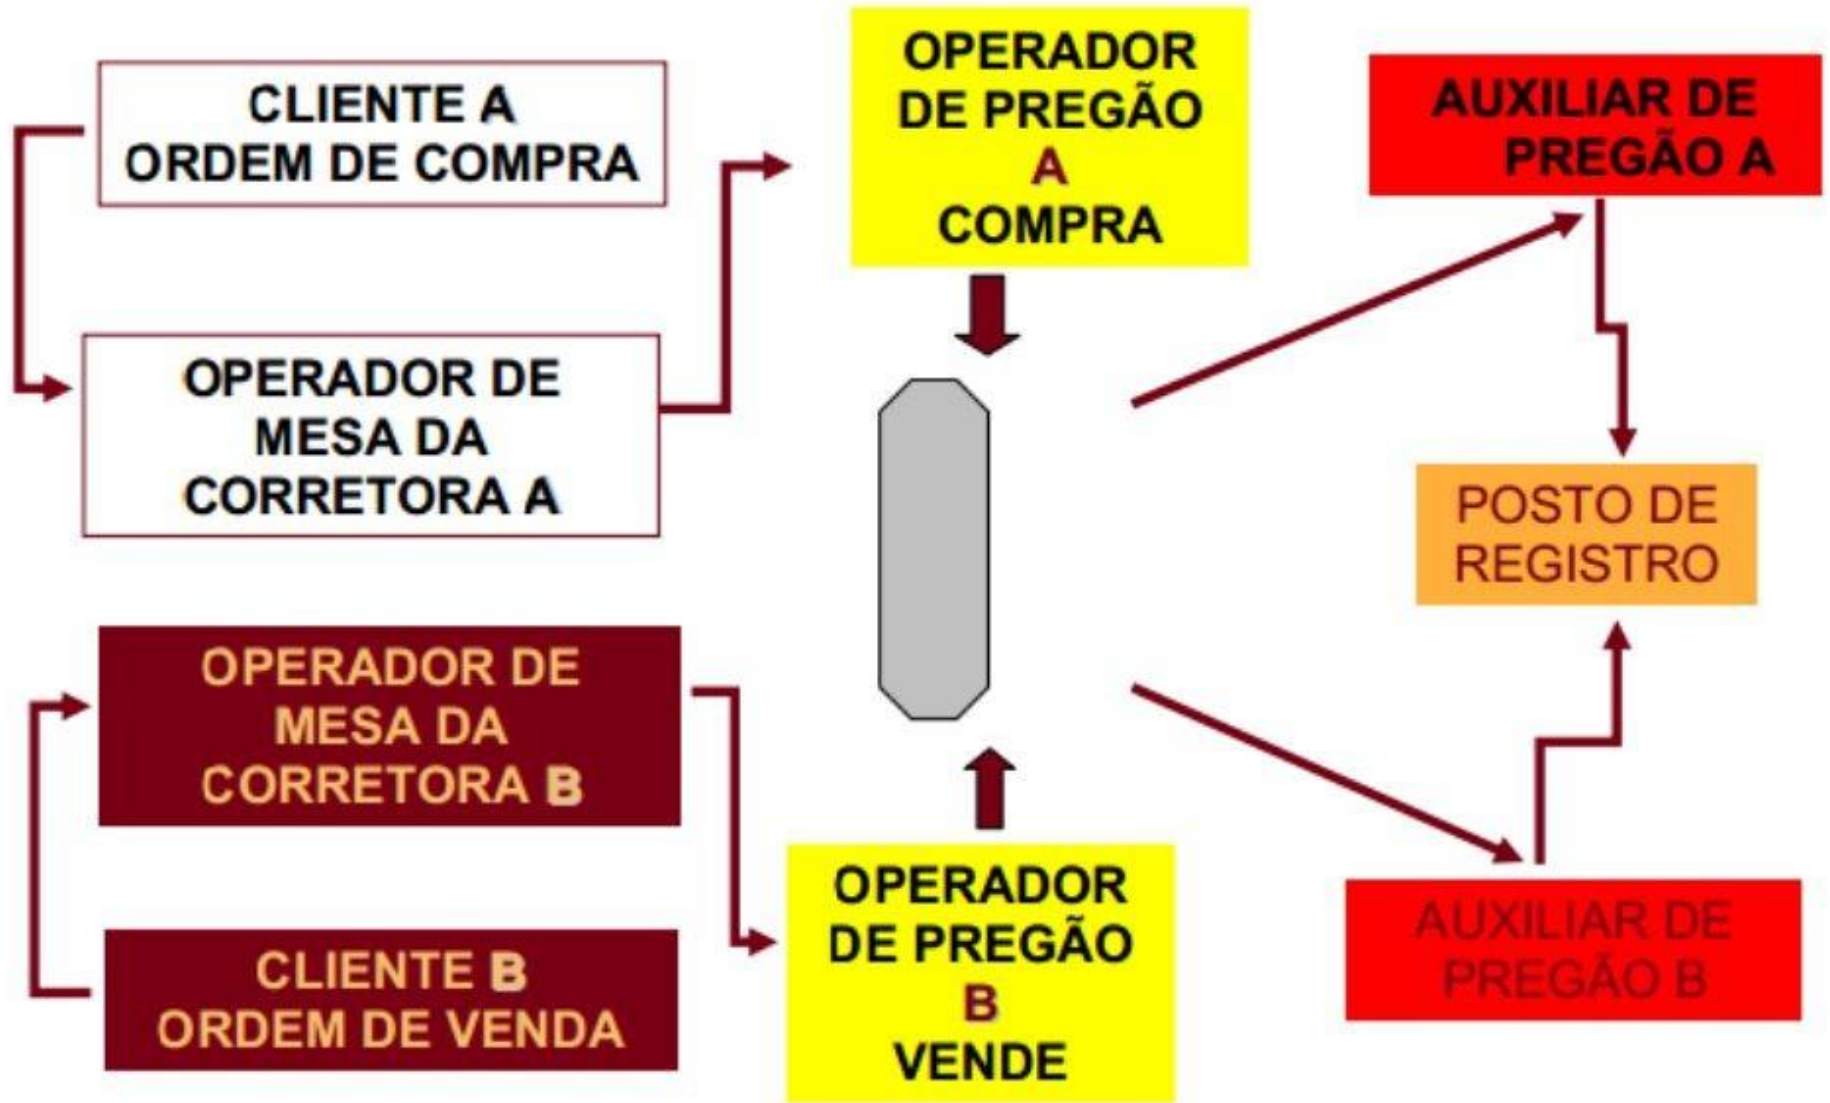 CLIENTE A
ORDEM DE COMPRA
OPERADOR DE
MESA DA
CORRETORA A
OPERADOR DE
MESA DA
CORRETORA B
CLIENTE B
ORDEM DE VENDA
OPERADOR
DE PREGÃO
A
COMPRA
OPERADOR
DE PREGÃO
B
VENDE
AUXILIAR DE
PREGÃO A
POSTO DE
REGISTRO
AUXILIAR DE
PREGÃO B